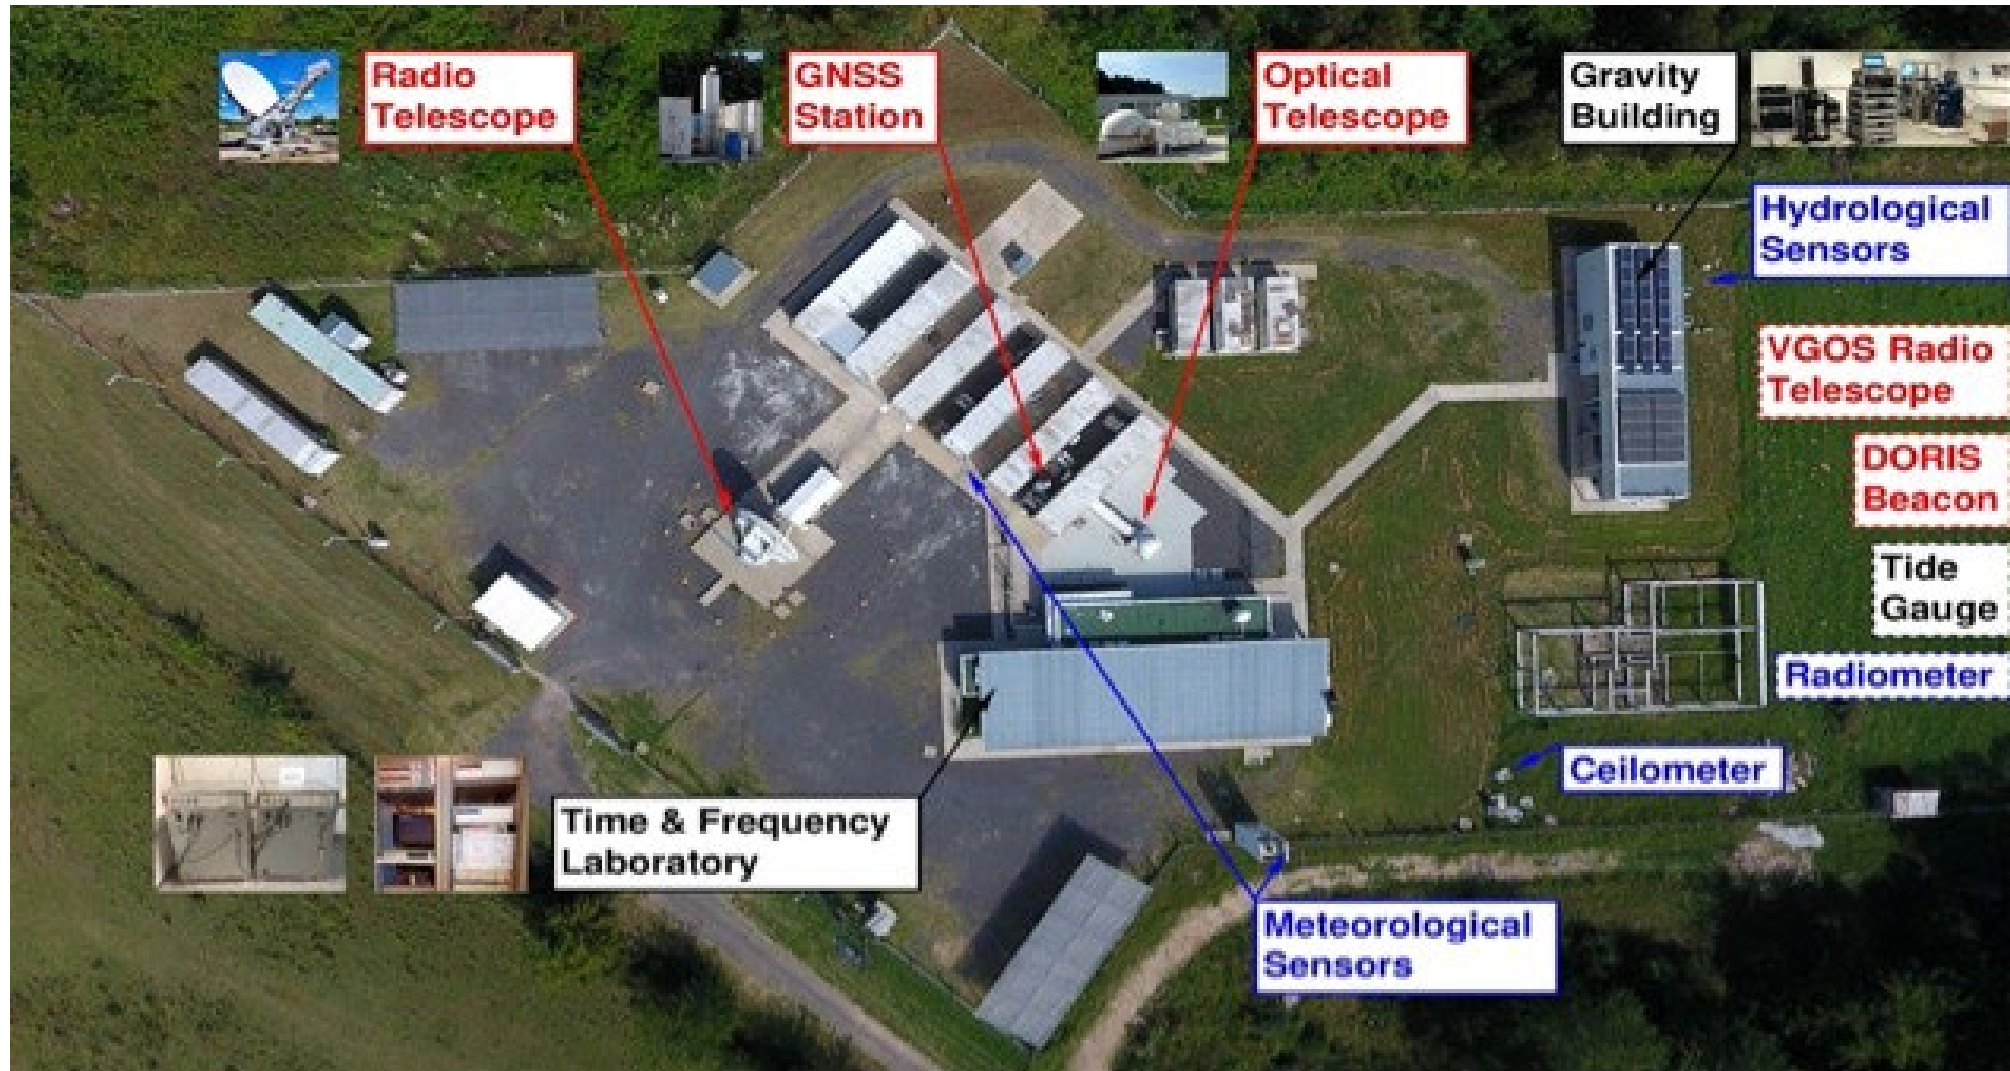 Radio
Telescope
GNSS
Station
Optical
Telescope
Gravity
Building
Hydrological
Sensors
VGOS Radio
Telescope
DORIS
Beacon
Tide
Gauge
Radiometer
Ceilometer
Time & Frequency
Laboratory
Meteorological
Sensors